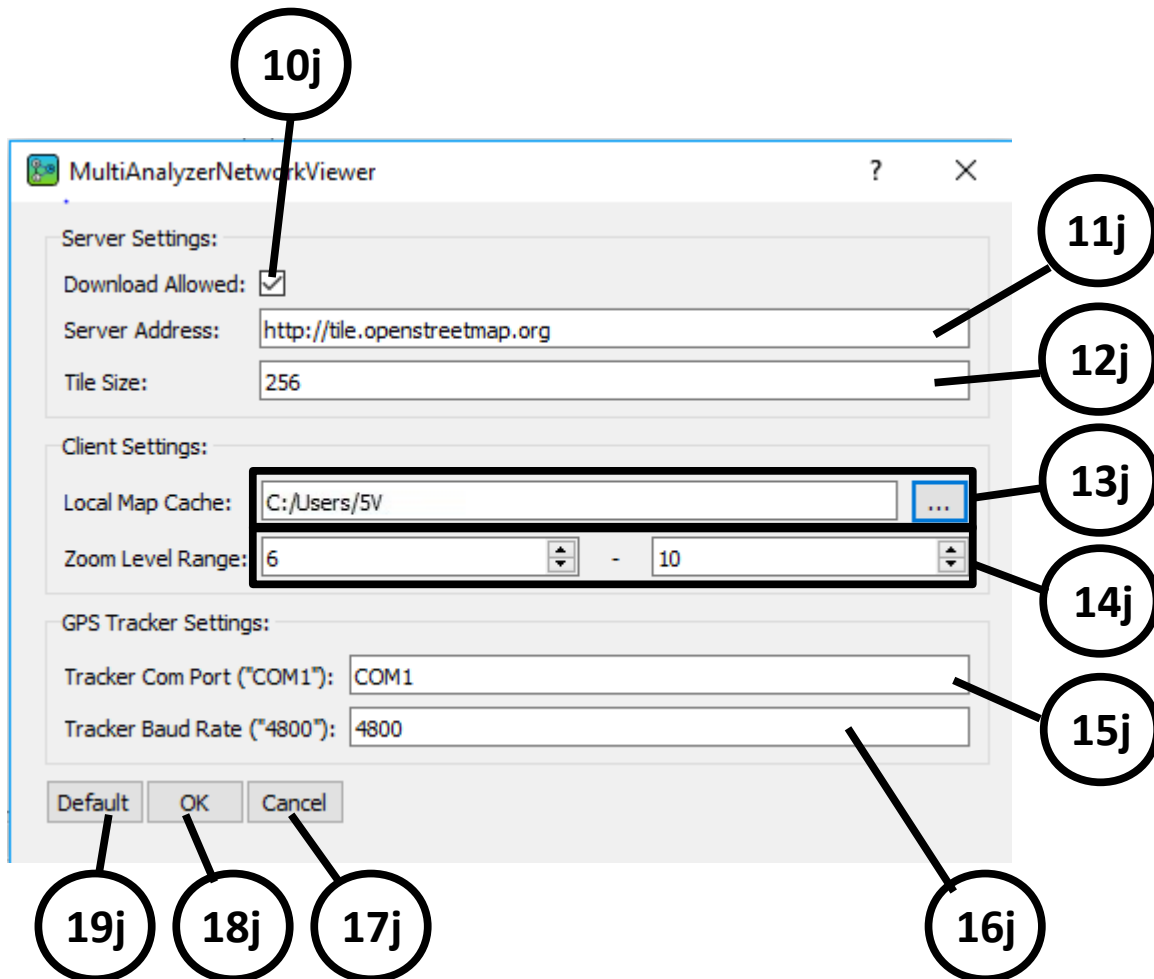 10j
MultiAnalyzerNetworkViewer ?
11j
Server Settings:
Download Allowed:
Server Address: http://tile.openstreetmap.org
12j
Tile Size: 256
Client Settings:
13j
Local Map Cache: C:/Users/5V ...
Zoom Level Range: 6 - 10
14j
GPS Tracker Settings:
Tracker Com Port ("COM1"): COM1
15j
Tracker Baud Rate ("4800"): 4800
Default OK Cancel
19j 18j 17j 16j